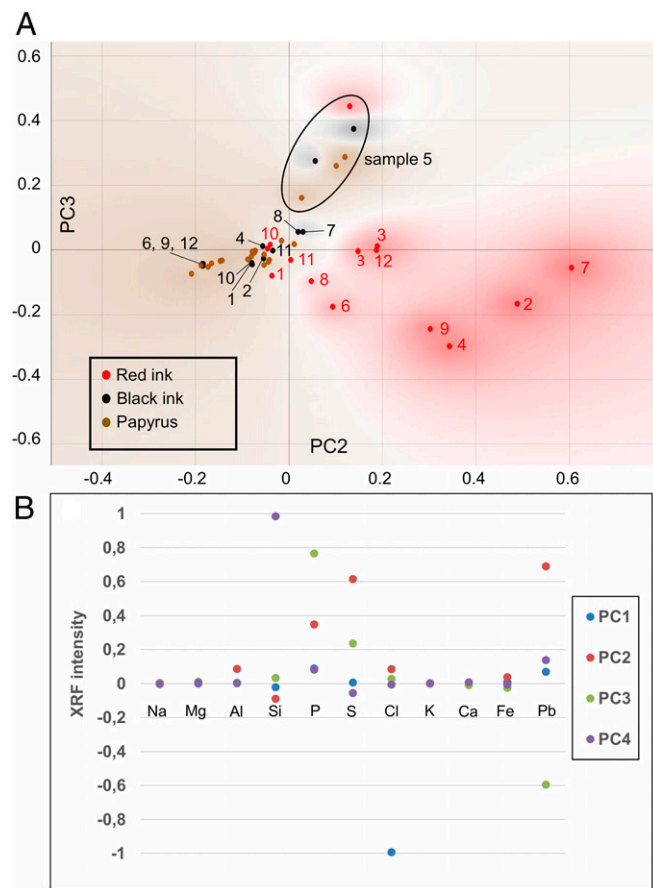 A
0.6
0.4
sample 5
0.2
PC3
8
7
4
10
3
6, 9, 12
0
11
11
3
12
10
1
2
1
8
7
6
2
-0.2
9
4
Red ink
Black ink
Papyrus
-0.4
-0.6
PC2
-0.4
-0.2
0
0.2
0.4
0.6
B
1
0,8
0,6
0,4
0,2
0
-0,2
-0,4
-0,6
-0,8
-1
XRF intensity
Na Mg Al Si P S Cl K Ca Fe Pb
PC1
PC2
PC3
PC4